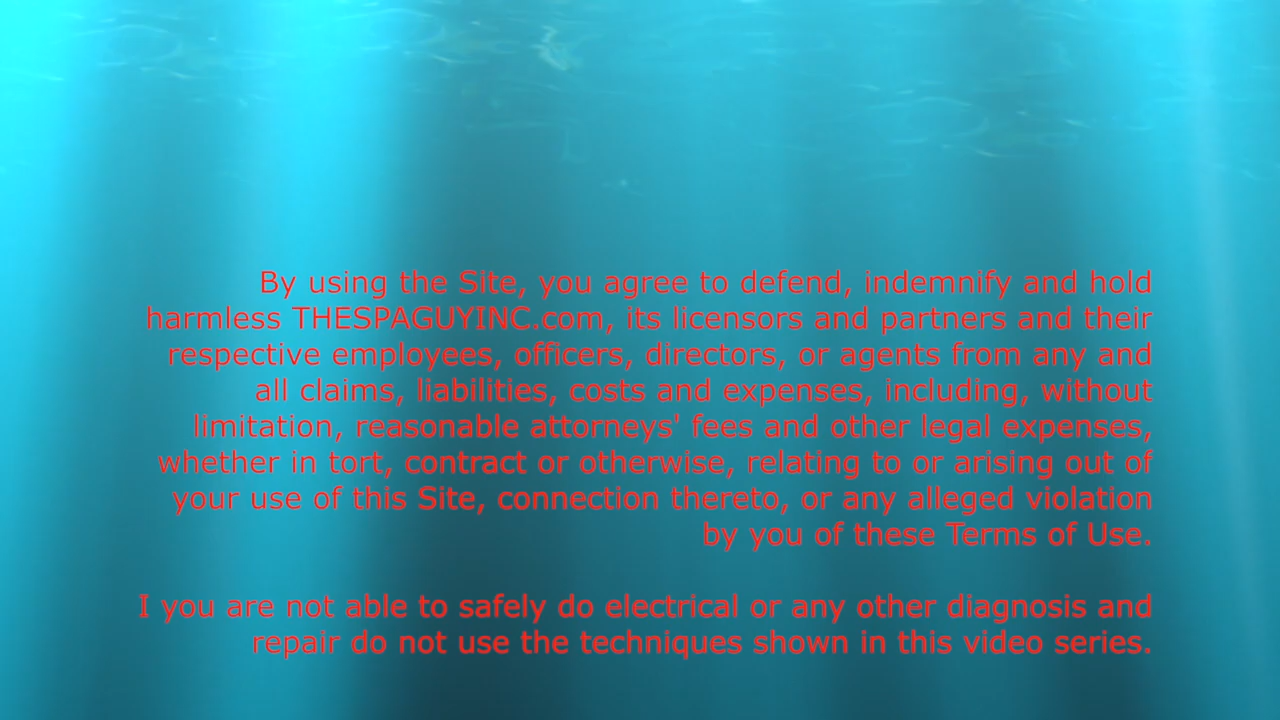 By using the Site, you agree to defend, indemnify and hold
harmless THESPAGUYINC.com, its licensors and partners and their
respective employees, officers, directors, or agents from any and
all claims, liabilities, costs and expenses, including, without
limitation, reasonable attorneys' fees and other legal expenses,
whether in tort, contract or otherwise, relating to or arising out of
your use of this Site, connection thereto, or any alleged violation
by you of these Terms of Use.
I you are not able to safely do electrical or any other diagnosis and
repair do not use the techniques shown in this video series.